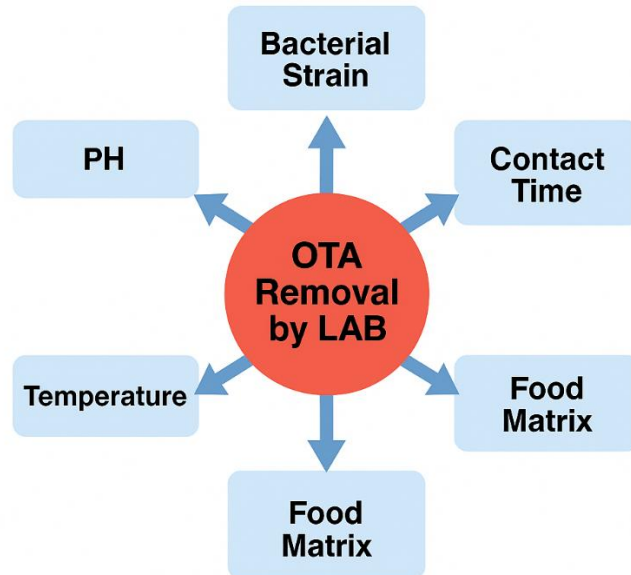 Bacterial
Strain
PH
Contact
Time
OTA
Removal
by LAB
Temperature
Food
Matrix
Food
Matrix